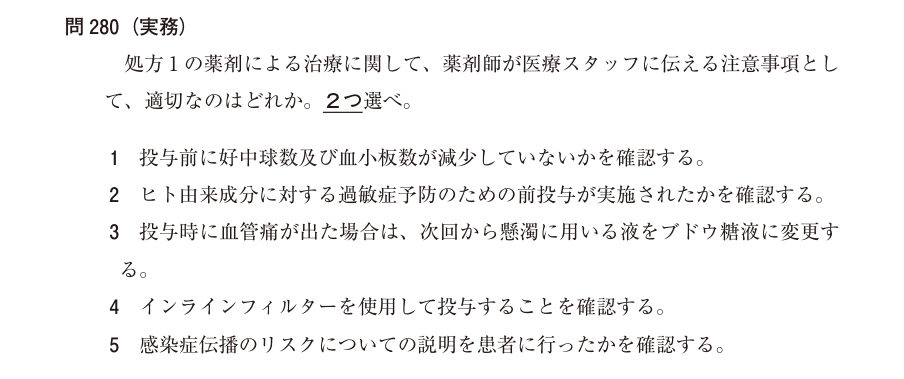 問 280（実務）
処方１の薬剤による治療に関して、薬剤師が医療スタッフに伝える注意事項とし
て、適切なのはどれか。２つ選べ。
1 投与前に好中球数及び血小板数が減少していないかを確認する。
2 ヒト由来成分に対する過敏症予防のための前投与が実施されたかを確認する。
3 投与時に血管痛が出た場合は、次回から懸濁に用いる液をブドウ糖液に変更す
る。
4 インラインフィルターを使用して投与することを確認する。
5 感染症伝播のリスクについての説明を患者に行ったかを確認する。